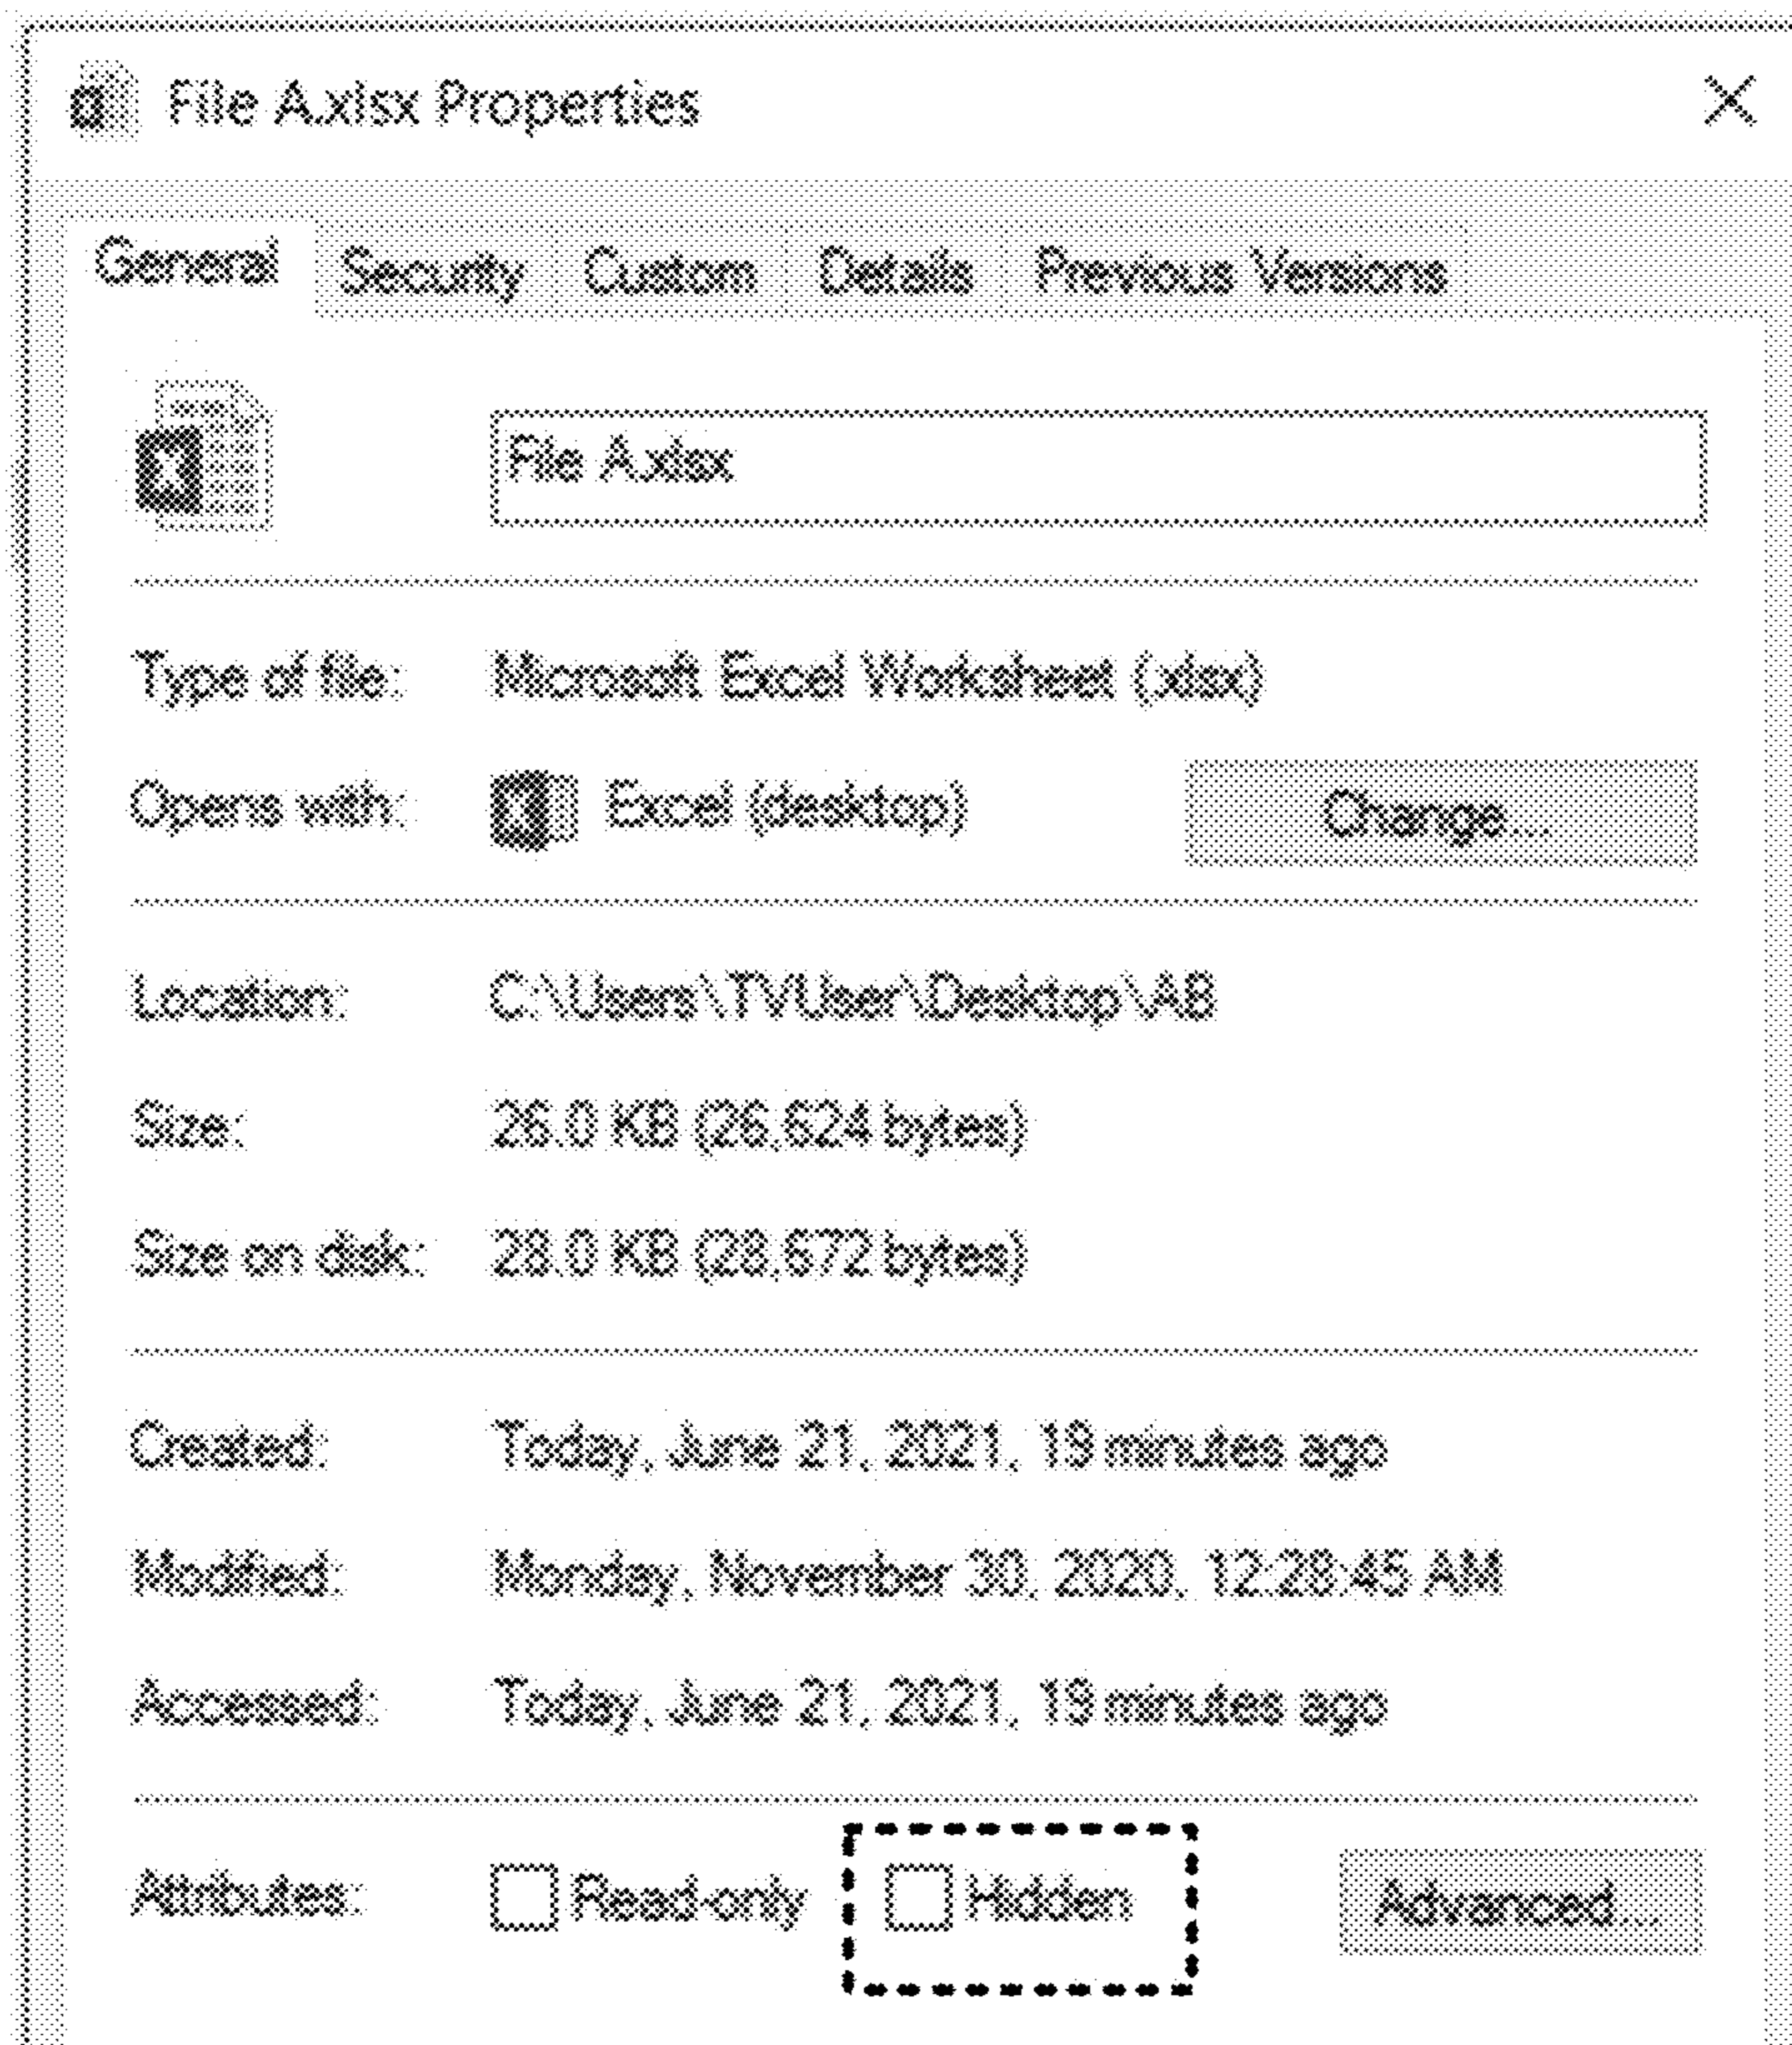 File A.xlsx Properties
General Security Custom Details Previous Versions
File A.xlsx
Type of file: Microsoft Excel Worksheet (.xlsx)
Opens with: Excel (desktop) Change...
Location: C:\Users\TVUser\Desktop\AB
Size: 26.0 KB (26,624 bytes)
Size on disk: 28.0 KB (28,672 bytes)
Created: Today, June 21, 2021, 19 minutes ago
Modified: Monday, November 30, 2020, 12:28:45 AM
Accessed: Today, June 21, 2021, 19 minutes ago
Attributes: Read-only Hidden Advanced...